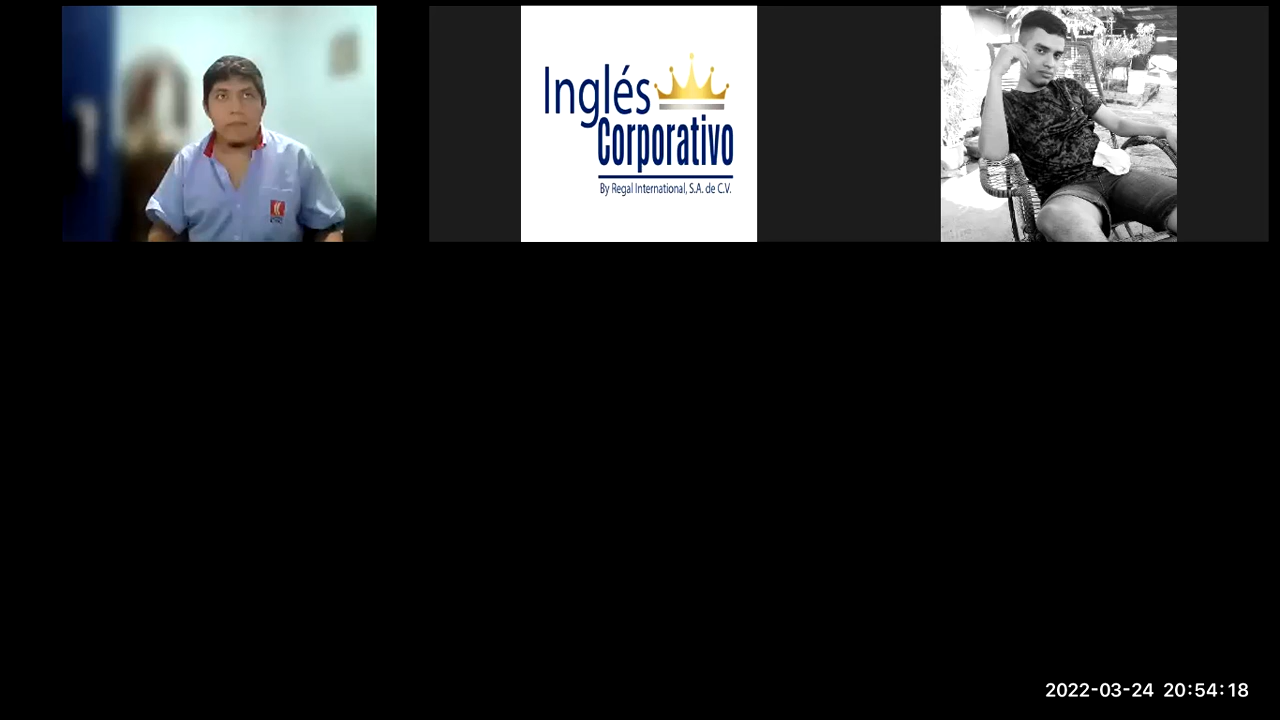 Inglés
Corporativo
By Regal International, S.A. de C.V.
2022-03-24 20:54:18